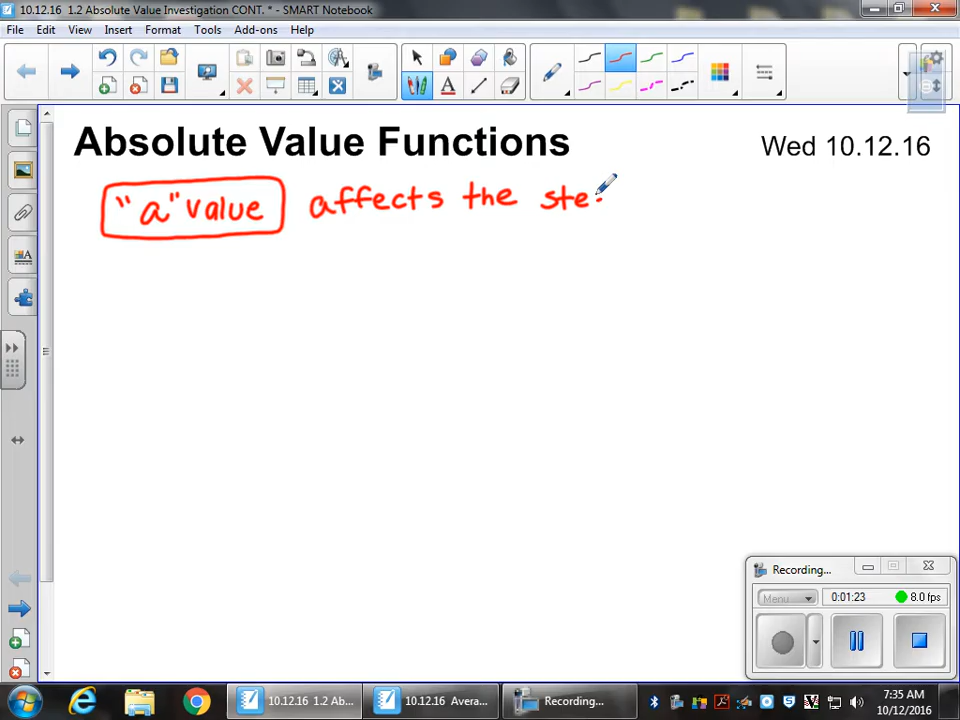 10.12.16 1.2 Absolute Value Investigation CONT. * - SMART Notebook
File Edit View Insert Format Tools Add-ons Help
Absolute Value Functions
Wed 10.12.16
"a" value affects the ste
Recording...
Menu 0:01:23 8.0 fps
10.12.16 1.2 Ab... 10.12.16 Avera... Recording...
7:35 AM
10/12/2016